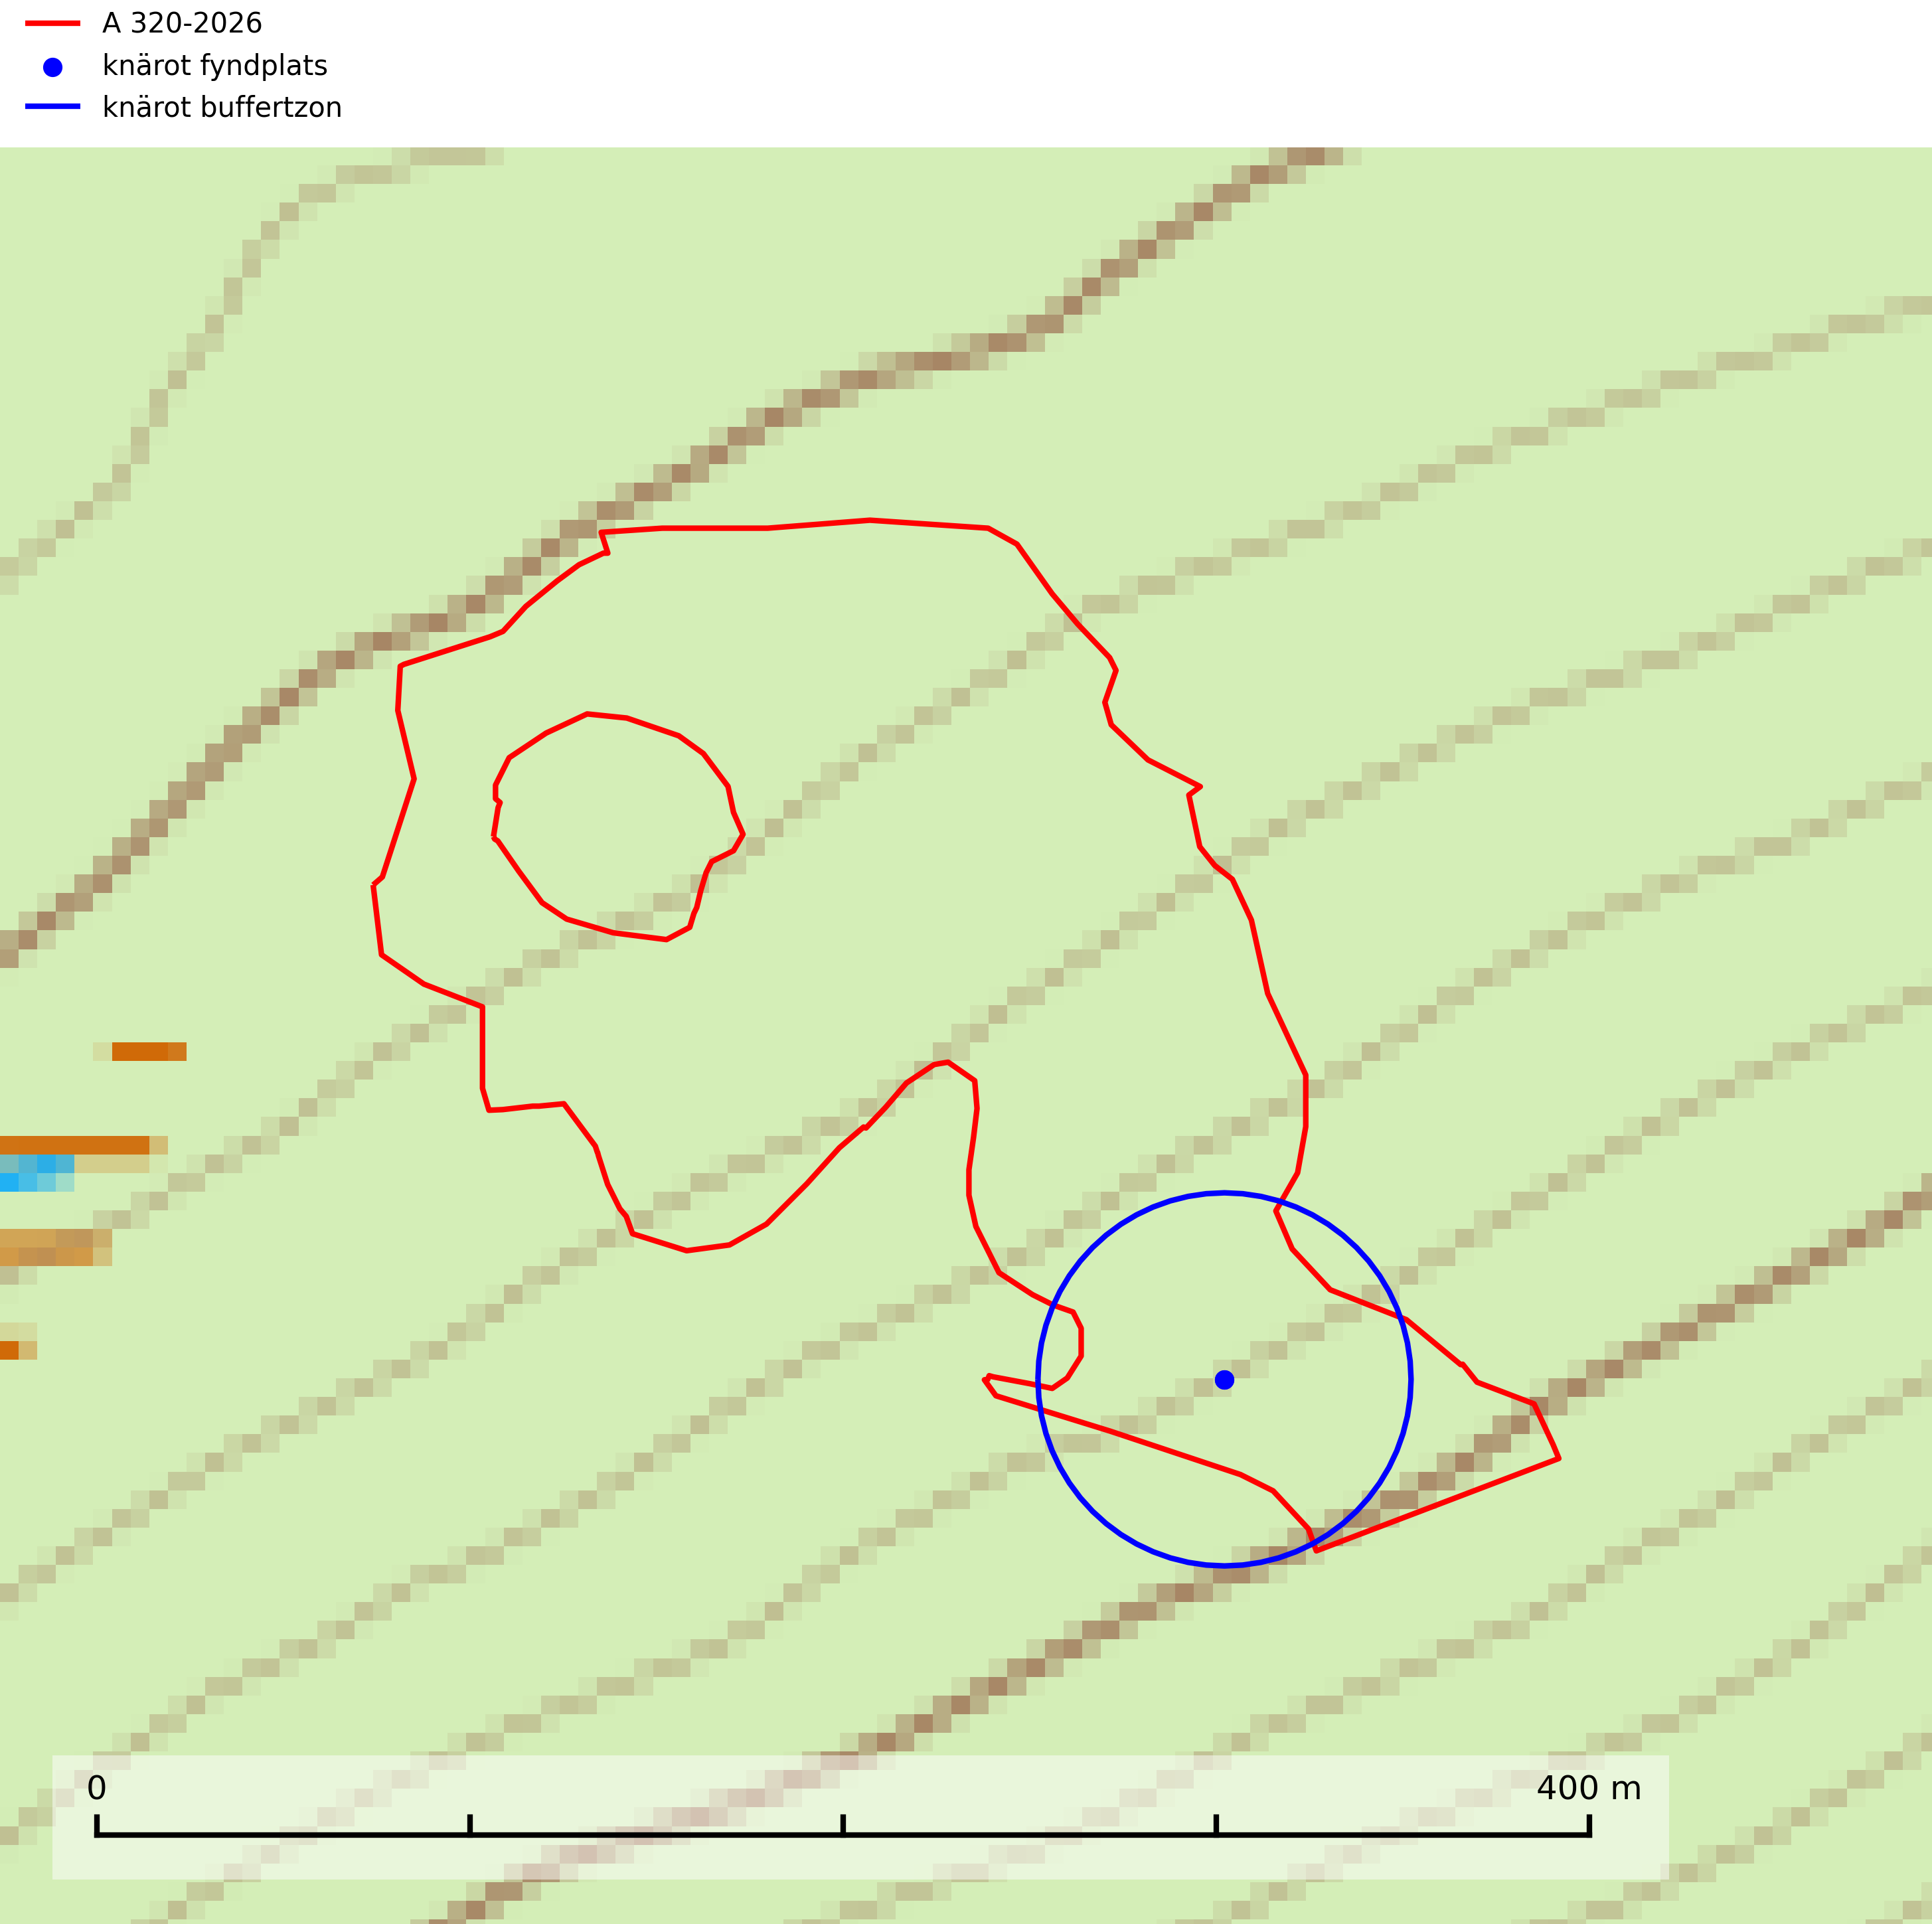 A 320-2026
knärot fyndplats
knärot buffertzon
0
400 m